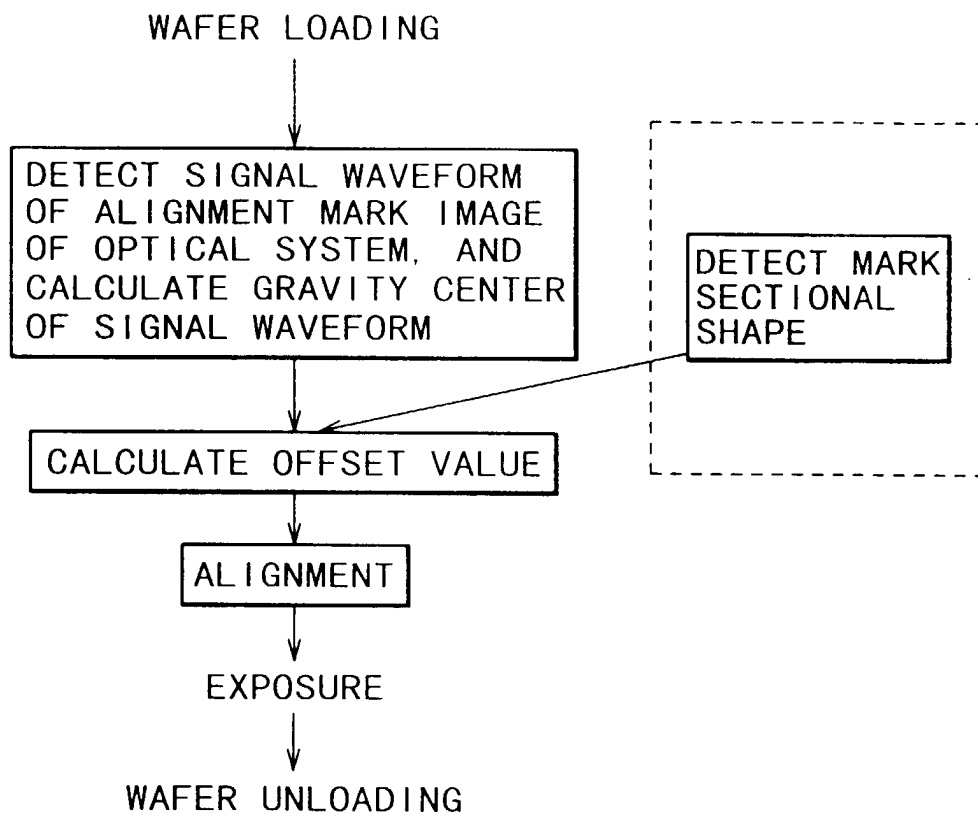 WAFER LOADING
DETECT SIGNAL WAVEFORM
OF ALIGNMENT MARK IMAGE
OF OPTICAL SYSTEM, AND
CALCULATE GRAVITY CENTER
OF SIGNAL WAVEFORM
DETECT MARK
SECTIONAL
SHAPE
CALCULATE OFFSET VALUE
ALIGNMENT
EXPOSURE
WAFER UNLOADING